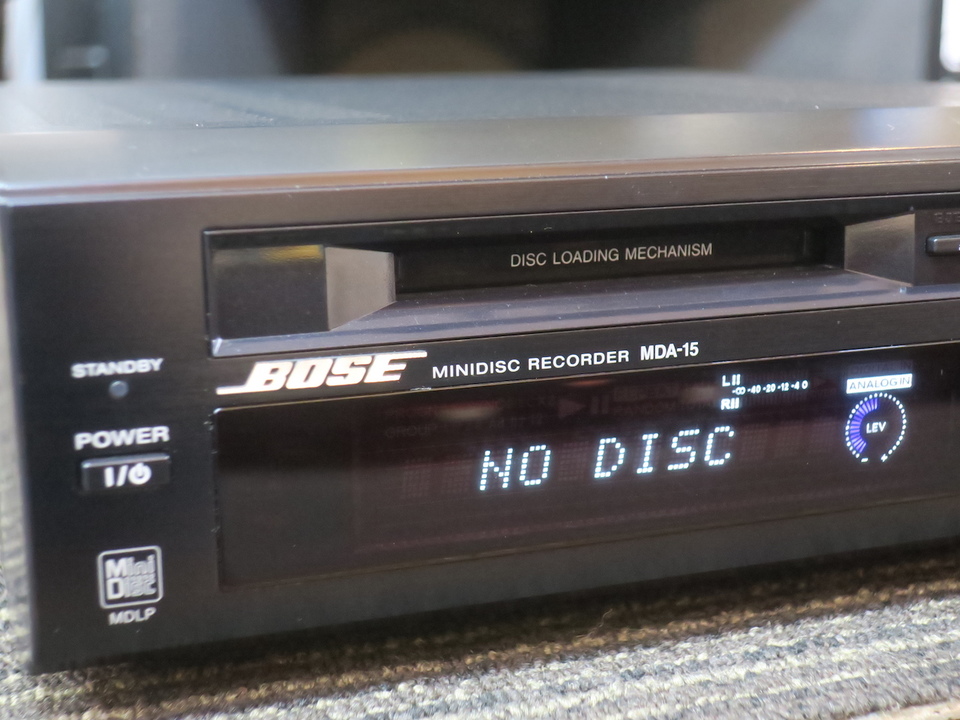 DISC LOADING MECHANISM
BOSE MINIDISC RECORDER MDA-15
STANDBY
POWER
I/⏻
Mini
Disc
MDLP
L
-∞ -40 -20 -12 -4 0
R
ANALOG IN
LEV
NO DISC